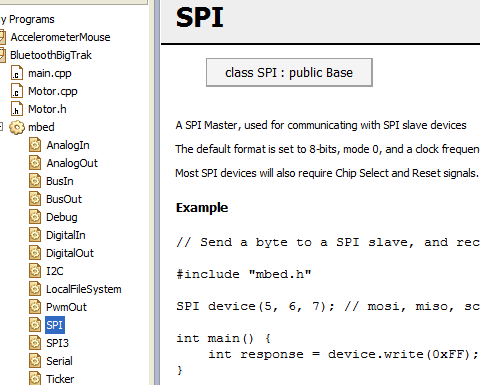 y Programs
AccelerometerMouse
BluetoothBigTrak
main.cpp
Motor.cpp
Motor.h
mbed
AnalogIn
AnalogOut
BusIn
BusOut
Debug
DigitalIn
DigitalOut
I2C
LocalFileSystem
PwmOut
SPI
SPI3
Serial
Ticker
SPI
class SPI : public Base
A SPI Master, used for communicating with SPI slave devices
The default format is set to 8-bits, mode 0, and a clock frequen
Most SPI devices will also require Chip Select and Reset signals.
Example
// Send a byte to a SPI slave, and rec
#include "mbed.h"
SPI device(5, 6, 7); // mosi, miso, sc
int main() {
int response = device.write(0xFF);
}